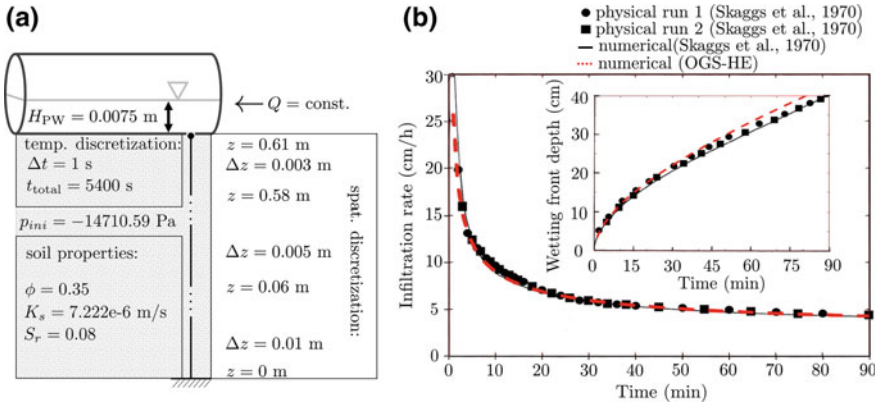 (a)
H_PW = 0.0075 m
← Q = const.
temp. discretization:
Δt = 1 s
t_total = 5400 s
p_ini = −14710.59 Pa
soil properties:
ϕ = 0.35
K_s = 7.222e-6 m/s
S_r = 0.08
z = 0.61 m
Δz = 0.003 m
z = 0.58 m
Δz = 0.005 m
z = 0.06 m
Δz = 0.01 m
z = 0 m
spat. discretization:
(b)
physical run 1 (Skaggs et al., 1970)
physical run 2 (Skaggs et al., 1970)
numerical(Skaggs et al., 1970)
numerical (OGS-HE)
Infiltration rate (cm/h)
30
25
20
15
10
5
0
0 10 20 30 40 50 60 70 80 90
Time (min)
Wetting front depth (cm)
40
30
20
10
0
0 15 30 45 60 75 90
Time (min)